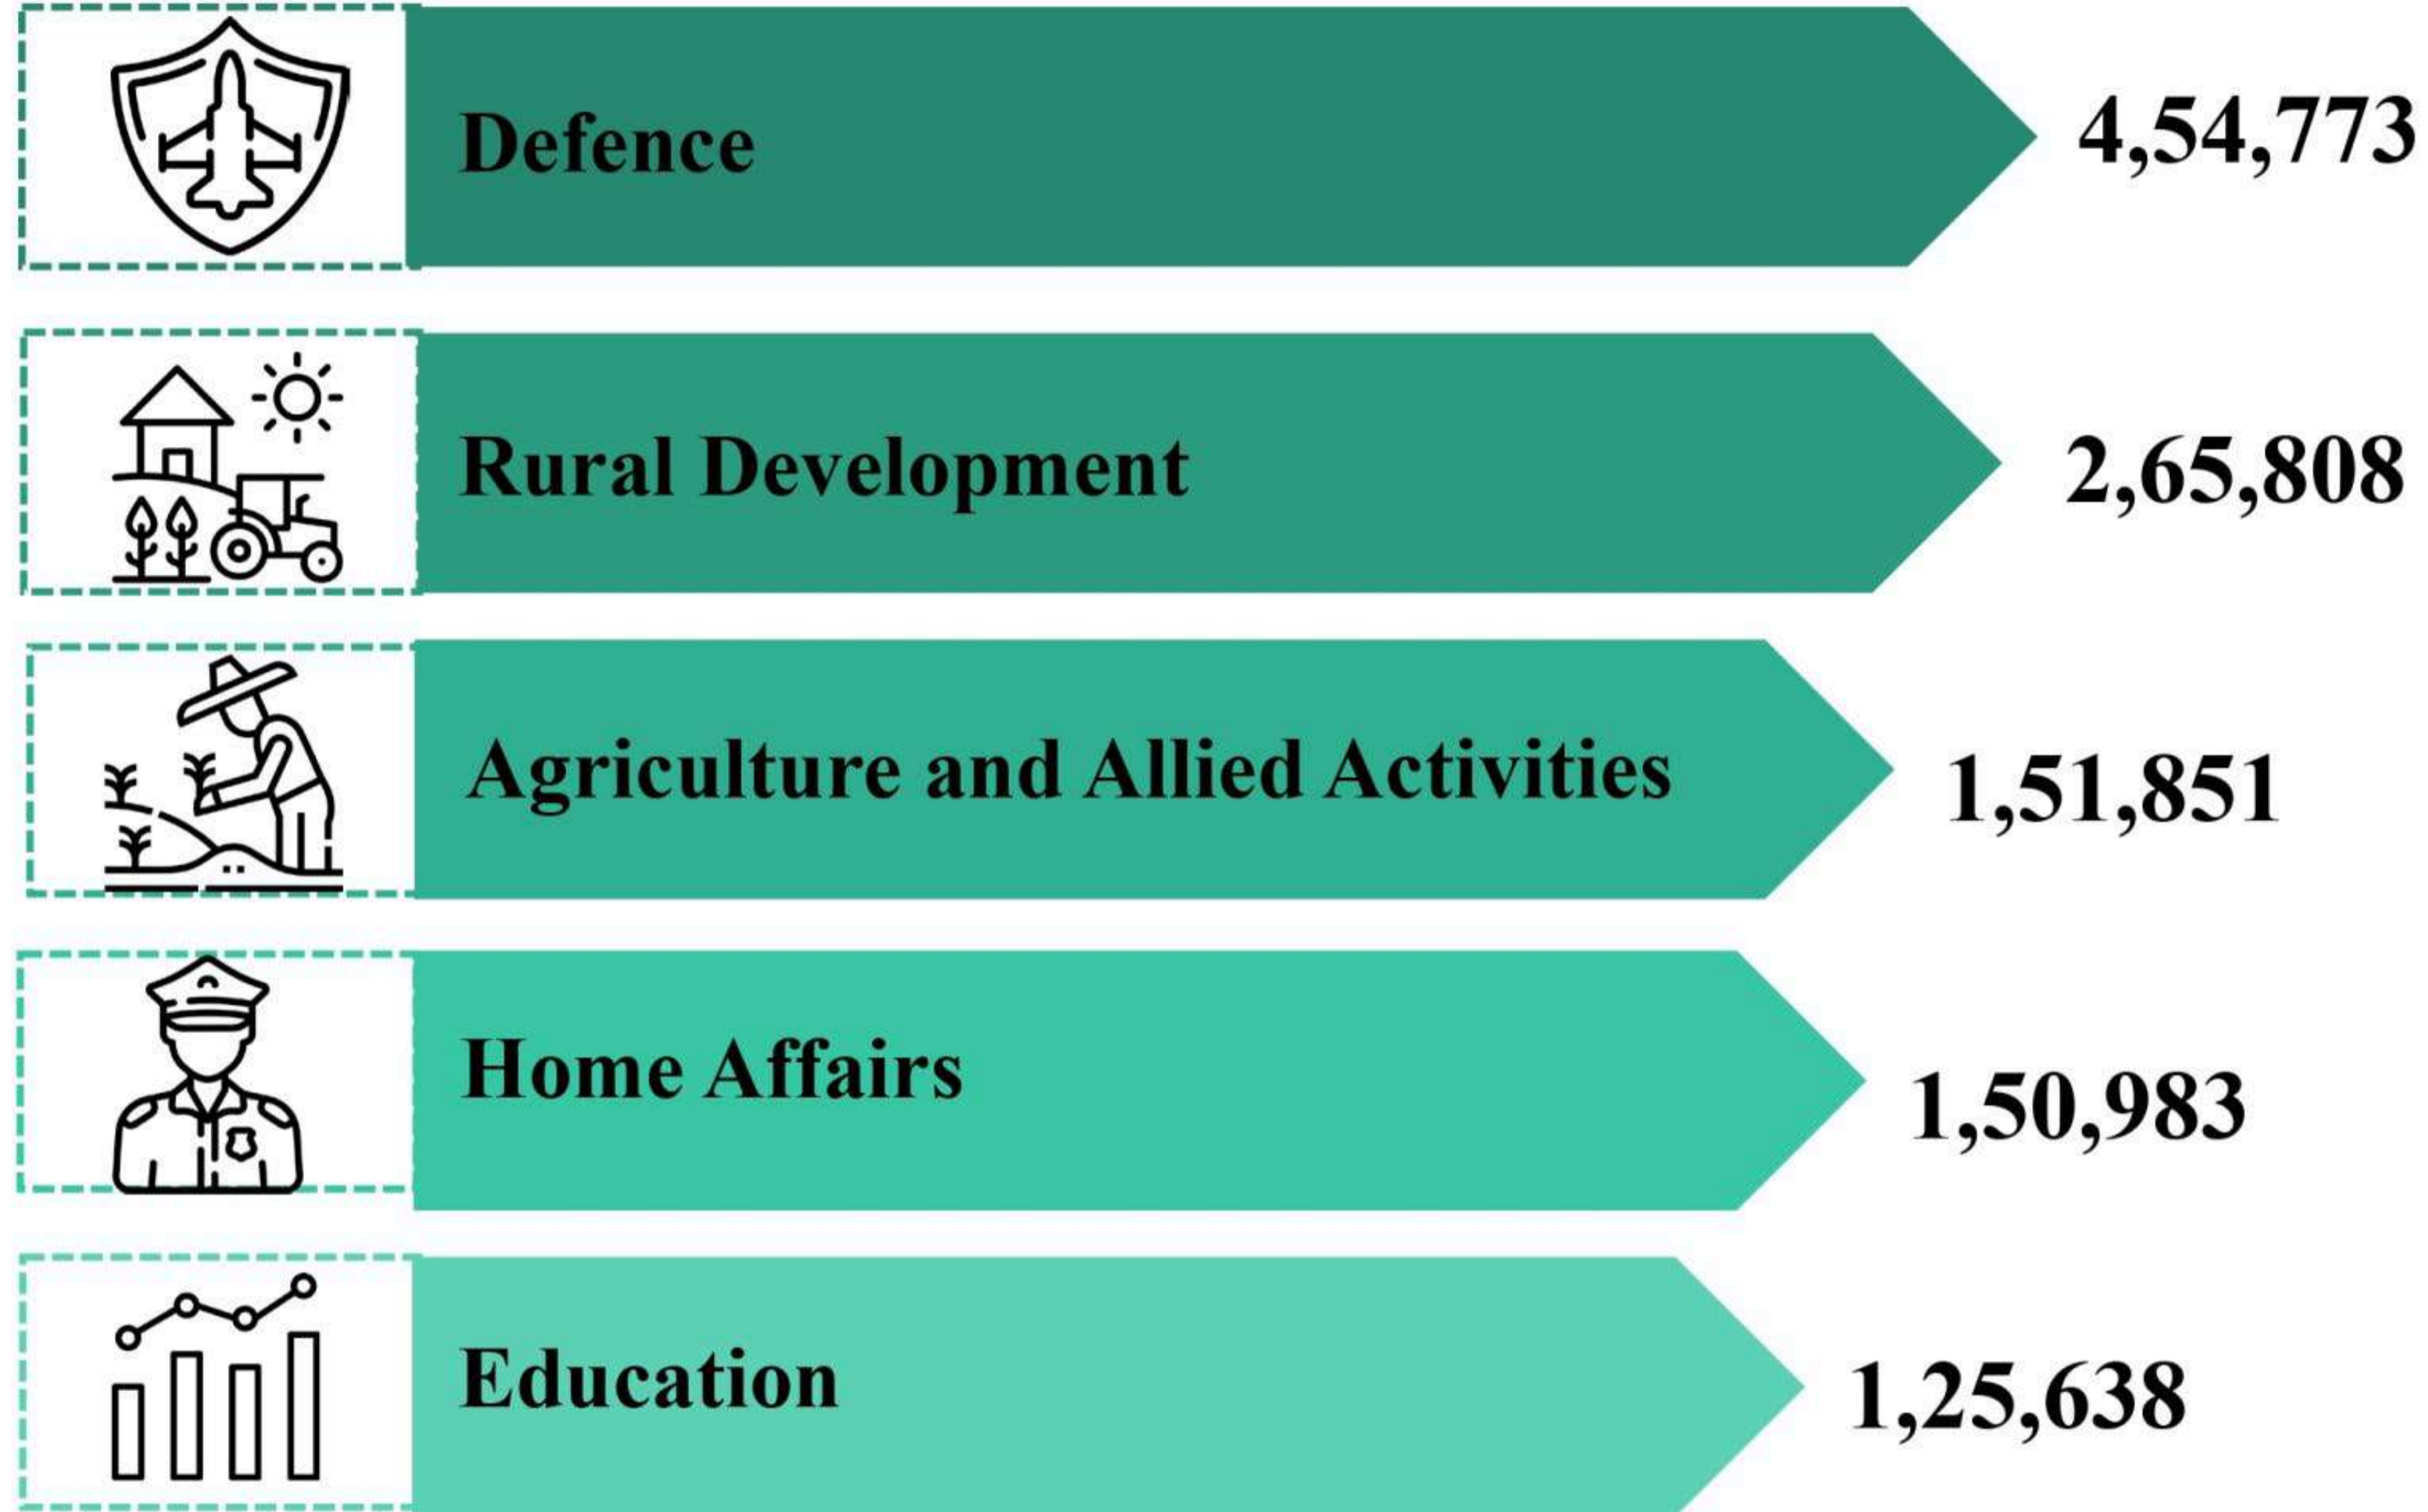 Defence
4,54,773
Rural Development
2,65,808
Agriculture and Allied Activities
1,51,851
Home Affairs
1,50,983
Education
1,25,638